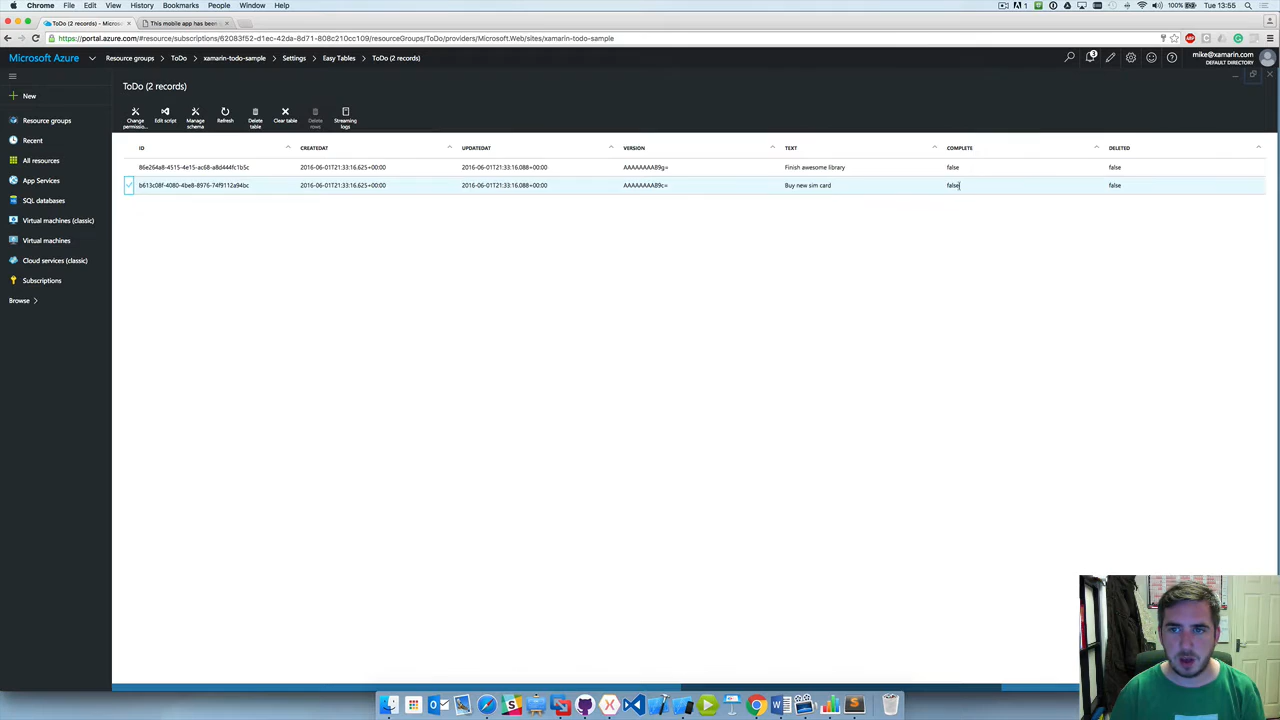 Chrome File Edit View History Bookmarks People Window Help
1 100% Tue 13:55
ToDo (2 records) - Microso This mobile app has been
https://portal.azure.com/#resource/subscriptions/62083f52-d1ec-42da-8d71-808c210cc109/resourceGroups/ToDo/providers/Microsoft.Web/sites/xamarin-todo-sample
Microsoft Azure Resource groups ToDo xamarin-todo-sample Settings Easy Tables ToDo (2 records) 3 mike@xamarin.com
DEFAULT DIRECTORY
New
Resource groups
Recent
All resources
App Services
SQL databases
Virtual machines (classic)
Virtual machines
Cloud services (classic)
Subscriptions
Browse
ToDo (2 records)
Change permissio... Edit script Manage schema Refresh Delete table Clear table Delete rows Streaming logs
ID CREATEDAT UPDATEDAT VERSION TEXT COMPLETE DELETED
86e264a8-4515-4e15-ac68-a8d444fc1b5c 2016-06-01T21:33:16.625+00:00 2016-06-01T21:33:16.088+00:00 AAAAAAAAB9g= Finish awesome library false false
b613c08f-4080-4be8-8976-74f9112a94bc 2016-06-01T21:33:16.625+00:00 2016-06-01T21:33:16.088+00:00 AAAAAAAAB9c= Buy new sim card false false